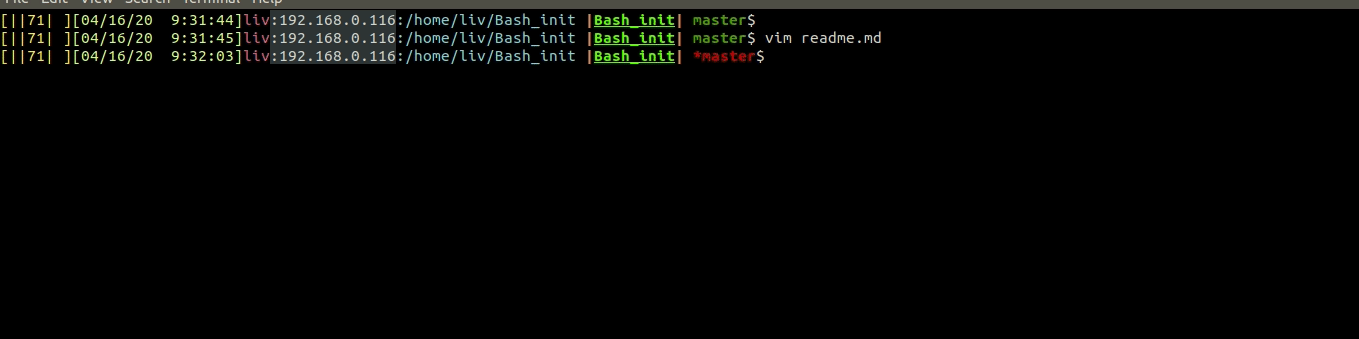 File Edit View Search Terminal Help
[||71| ][04/16/20  9:31:44]liv:192.168.0.116:/home/liv/Bash_init |Bash_init| master$
[||71| ][04/16/20  9:31:45]liv:192.168.0.116:/home/liv/Bash_init |Bash_init| master$ vim readme.md
[||71| ][04/16/20  9:32:03]liv:192.168.0.116:/home/liv/Bash_init |Bash_init| *master$